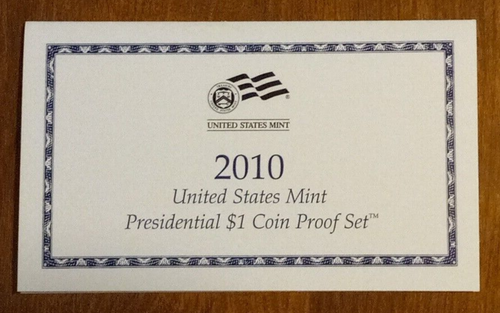 UNITED STATES MINT
2010
United States Mint
Presidential $1 Coin Proof Set™